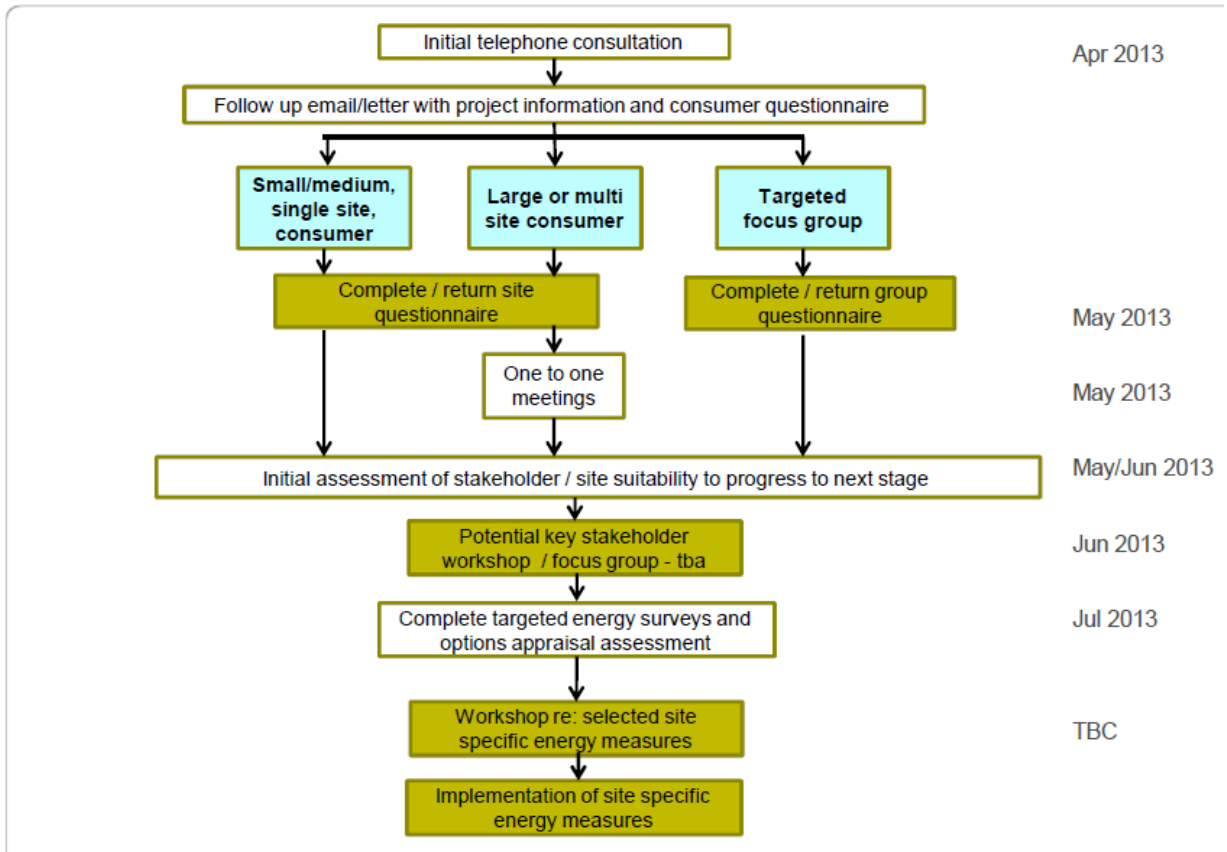 Initial telephone consultation
Apr 2013
Follow up email/letter with project information and consumer questionnaire
Small/medium,
single site,
consumer
Large or multi
site consumer
Targeted
focus group
Complete / return site
questionnaire
Complete / return group
questionnaire
May 2013
One to one
meetings
May 2013
Initial assessment of stakeholder / site suitability to progress to next stage
May/Jun 2013
Potential key stakeholder
workshop / focus group - tba
Jun 2013
Complete targeted energy surveys and
options appraisal assessment
Jul 2013
Workshop re: selected site
specific energy measures
TBC
Implementation of site specific
energy measures